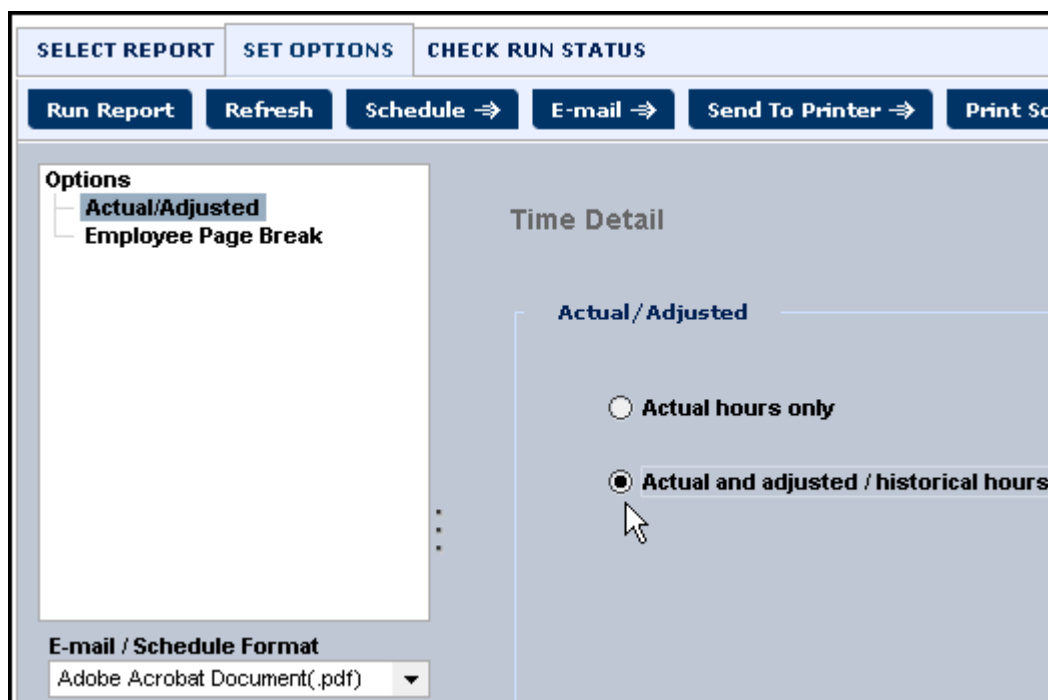 SELECT REPORT SET OPTIONS CHECK RUN STATUS
Run Report Refresh Schedule E-mail Send To Printer Print
Options
Actual/Adjusted
Employee Page Break
Time Detail
Actual/Adjusted
Actual hours only
Actual and adjusted / historical hours
E-mail / Schedule Format
Adobe Acrobat Document(.pdf)